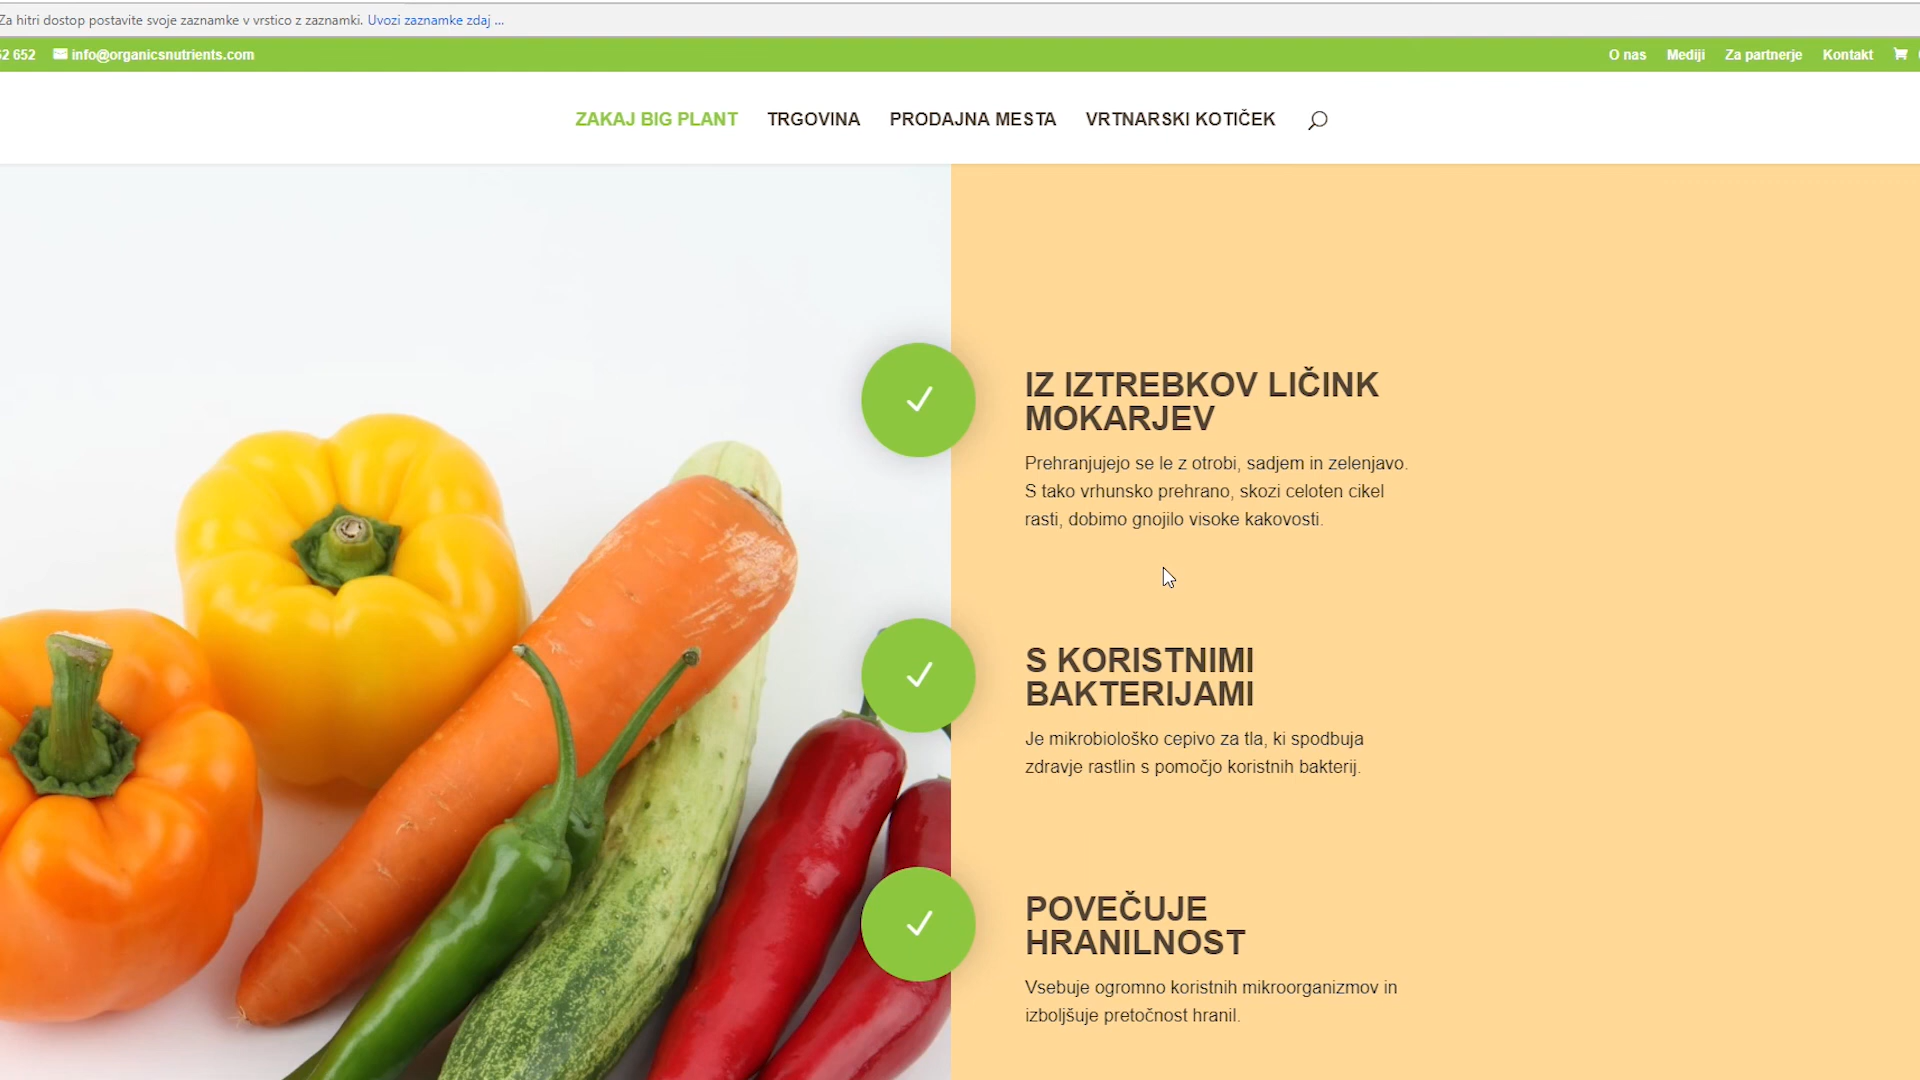 Za hitri dostop postavite svoje zaznamke v vrstico z zaznamki. Uvozi zaznamke zdaj ...
62 652 info@organicsnutrients.com O nas Mediji Za partnerje Kontakt
ZAKAJ BIG PLANT TRGOVINA PRODAJNA MESTA VRTNARSKI KOTIČEK
IZ IZTREBKOV LIČINK
MOKARJEV
Prehranjujejo se le z otrobi, sadjem in zelenjavo.
S tako vrhunsko prehrano, skozi celoten cikel
rasti, dobimo gnojilo visoke kakovosti.
S KORISTNIMI
BAKTERIJAMI
Je mikrobiološko cepivo za tla, ki spodbuja
zdravje rastlin s pomočjo koristnih bakterij.
POVEČUJE
HRANILNOST
Vsebuje ogromno koristnih mikroorganizmov in
izboljšuje pretočnost hranil.